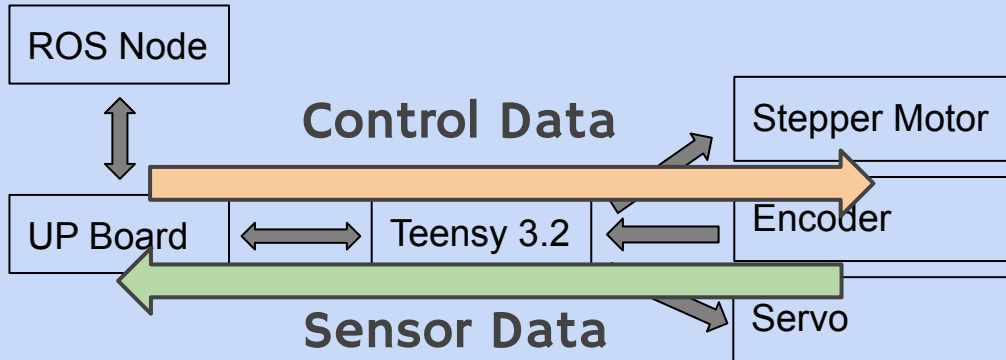 ROS Node
Control Data
Stepper Motor
UP Board
Teensy 3.2
Encoder
Sensor Data
Servo